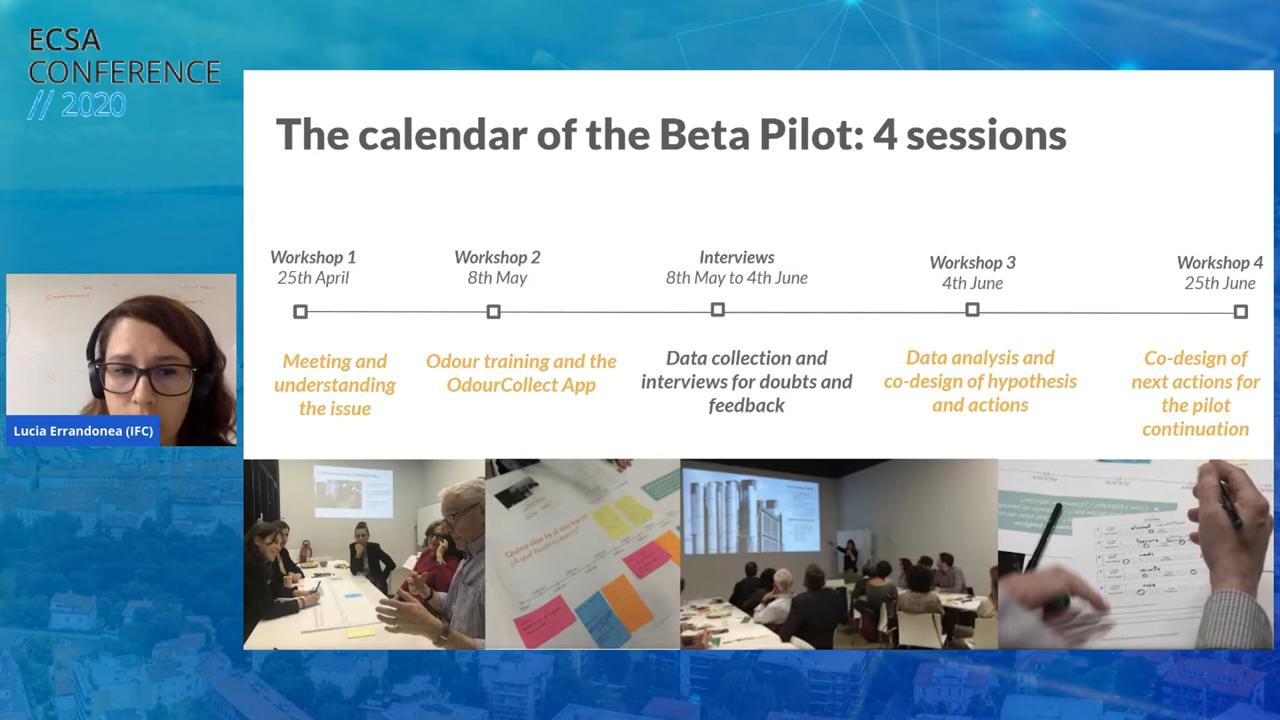 ECSA
CONFERENCE
// 2020
The calendar of the Beta Pilot: 4 sessions
Workshop 1
25th April
Workshop 2
8th May
Interviews
8th May to 4th June
Workshop 3
4th June
Workshop 4
25th June
Meeting and
understanding
the issue
Odour training and the
OdourCollect App
Data collection and
interviews for doubts and
feedback
Data analysis and
co-design of hypothesis
and actions
Co-design of
next actions for
the pilot
continuation
Lucia Errandonea (IFC)